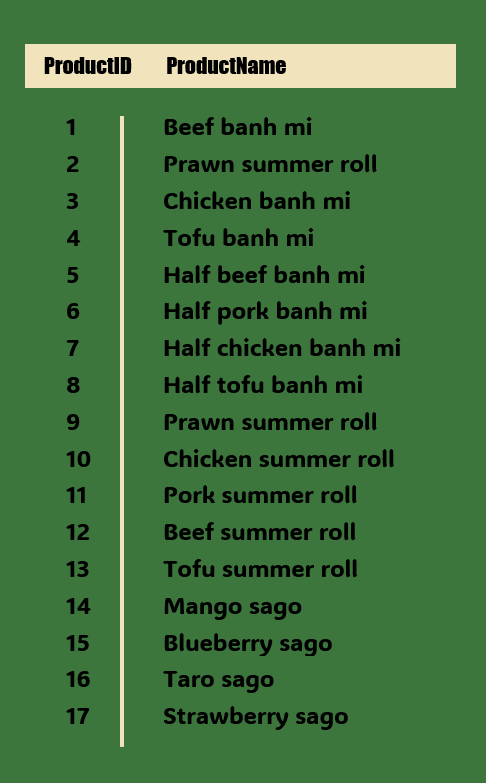 ProductID ProductName
1 Beef banh mi
2 Prawn summer roll
3 Chicken banh mi
4 Tofu banh mi
5 Half beef banh mi
6 Half pork banh mi
7 Half chicken banh mi
8 Half tofu banh mi
9 Prawn summer roll
10 Chicken summer roll
11 Pork summer roll
12 Beef summer roll
13 Tofu summer roll
14 Mango sago
15 Blueberry sago
16 Taro sago
17 Strawberry sago